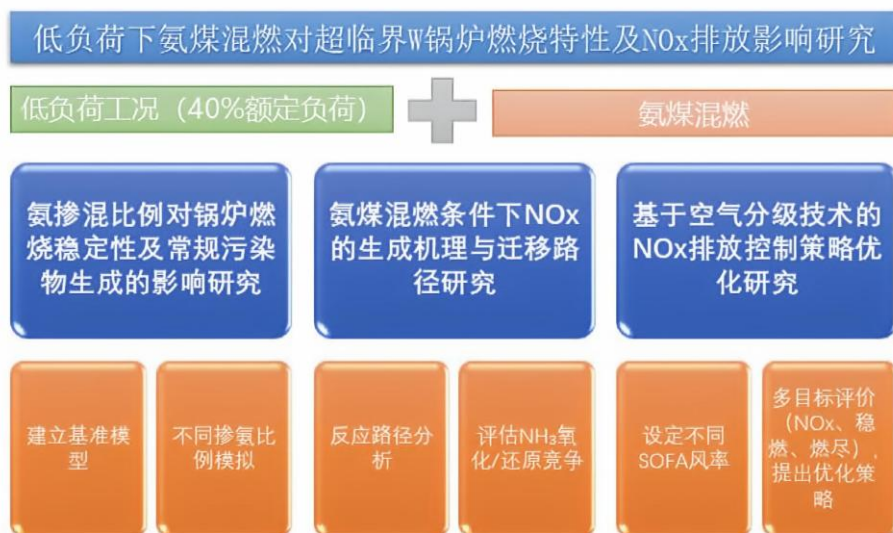 低负荷下氨煤混燃对超临界W锅炉燃烧特性及NOx排放影响研究
低负荷工况（40%额定负荷）
氨煤混燃
氨掺混比例对锅炉燃
烧稳定性及常规污染
物生成的影响研究
氨煤混燃条件下NOx
的生成机理与迁移路
径研究
基于空气分级技术的
NOx排放控制策略优
化研究
建立基准模
型
不同掺氨比
例模拟
反应路径分
析
评估NH₃氧
化/还原竞争
设定不同
SOFA风率
多目标评价
（NOx、稳
燃、燃尽），
提出优化策
略